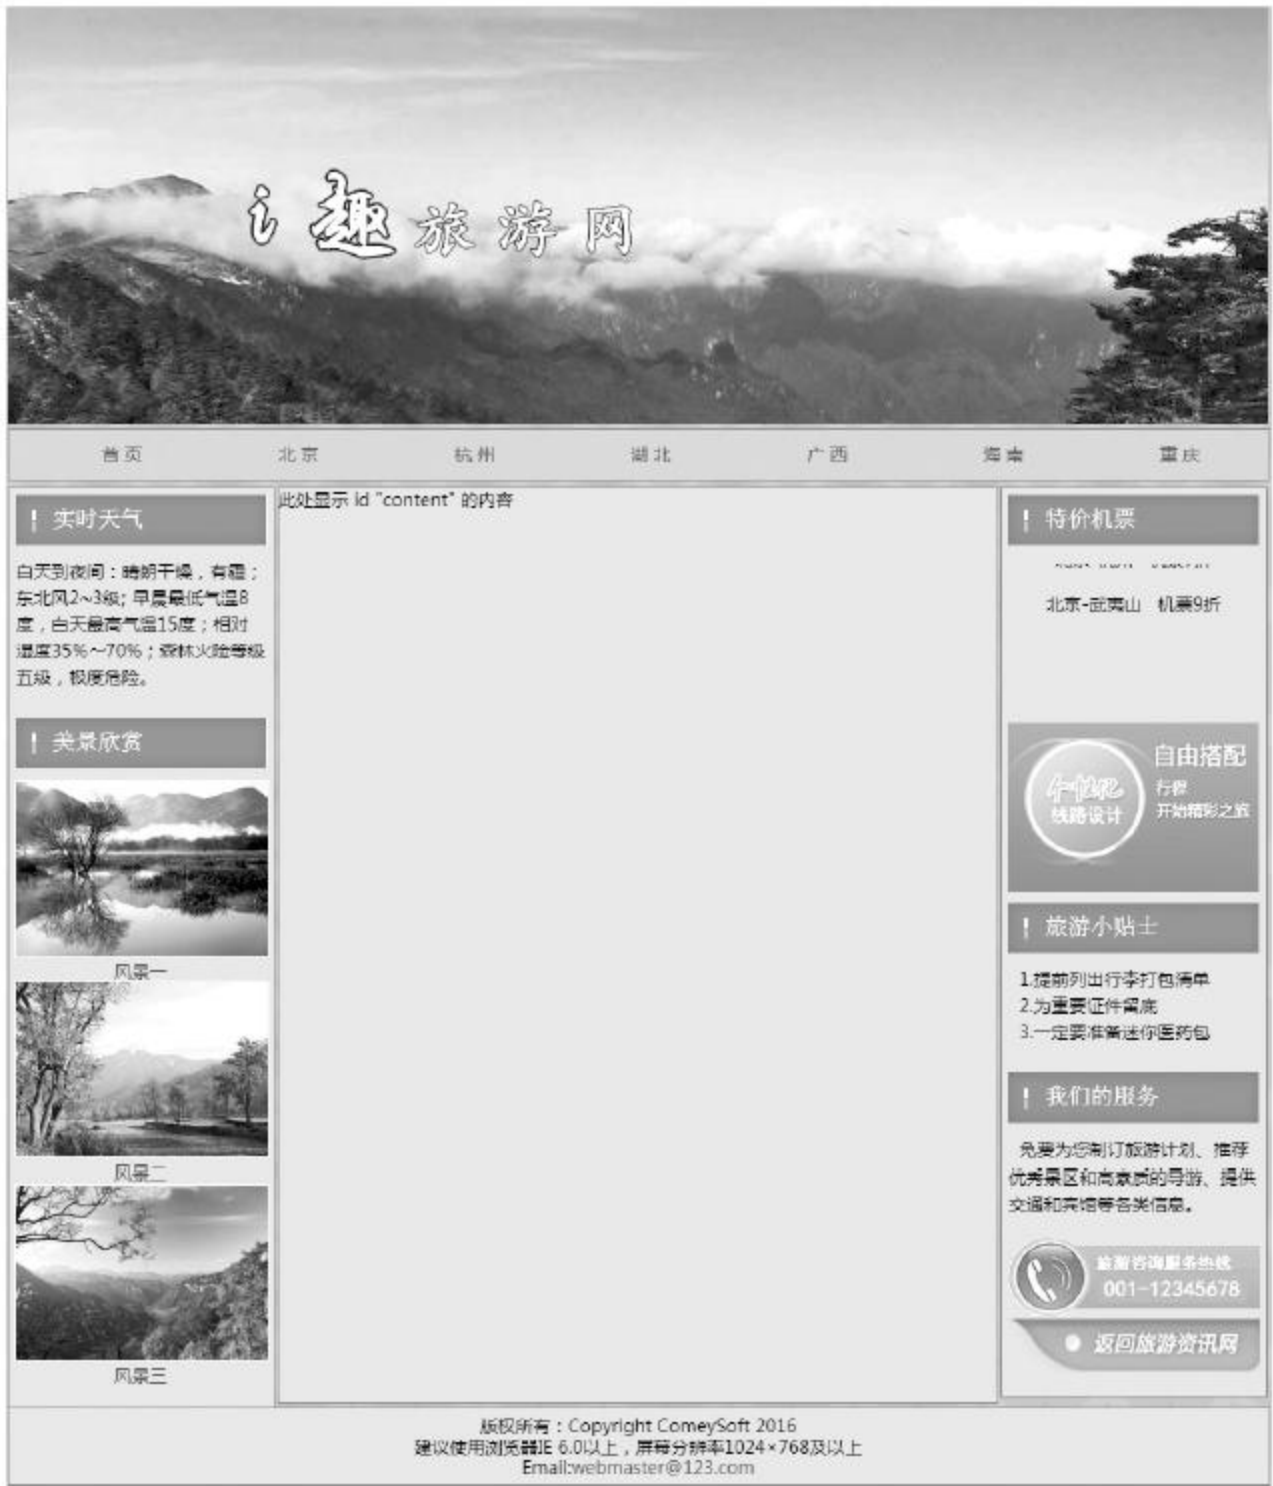 i趣旅游网
首页 北京 杭州 湖北 广西 海南 重庆
实时天气
白天到夜间：晴朗干燥，有霾；
东北风2~3级; 早晨最低气温8
度，白天最高气温15度；相对
湿度35%～70%；森林火险等级
五级，极度危险。
美景欣赏
风景一
风景二
风景三
此处显示 id "content" 的内容
特价机票
北京-武夷山 机票9折
个性化
线路设计
自由搭配
行程
开始精彩之旅
旅游小贴士
1.提前列出行李打包清单
2.为重要证件留底
3.一定要准备迷你医药包
我们的服务
免费为您制订旅游计划、推荐
优秀景区和高素质的导游、提供
交通和宾馆等各类信息。
旅游咨询服务热线
001-12345678
返回旅游资讯网
版权所有：Copyright ComeySoft 2016
建议使用浏览器IE 6.0以上，屏幕分辨率1024×768及以上
Email:webmaster@123.com